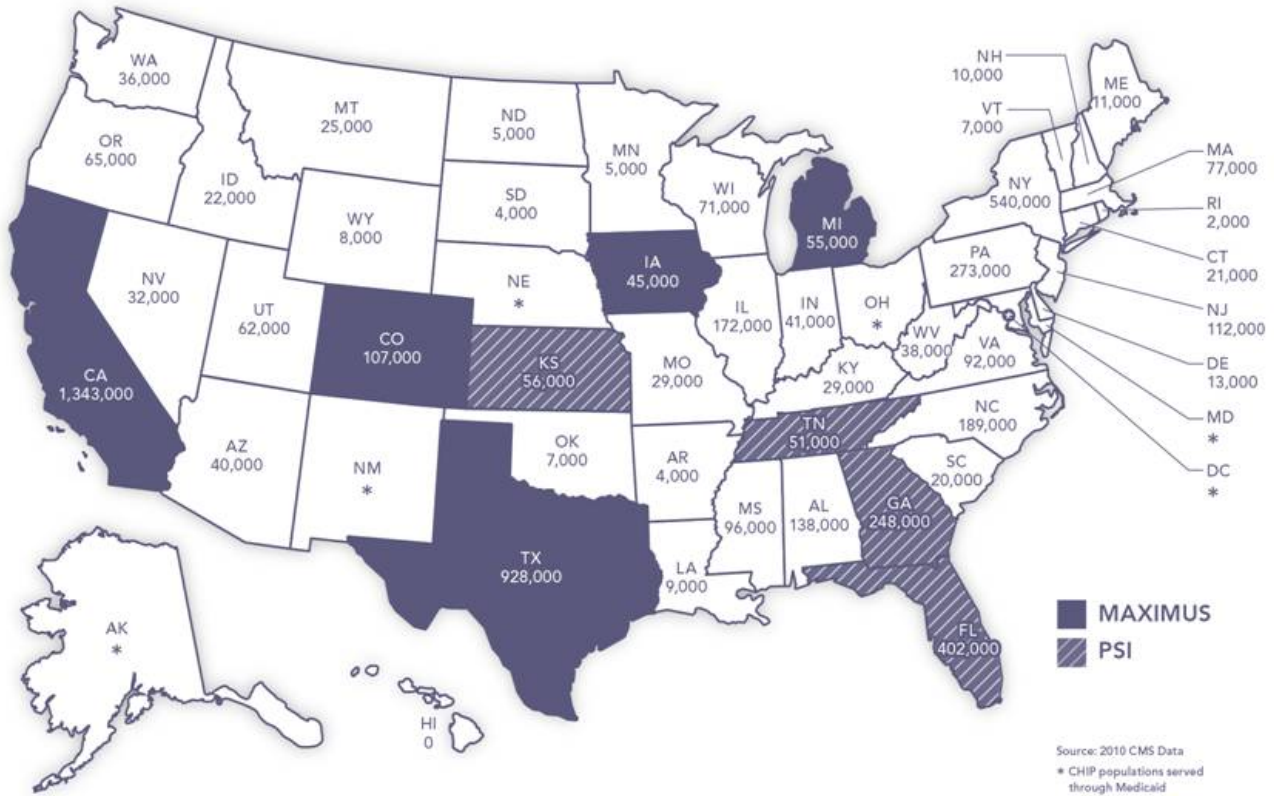 WA
36,000
OR
65,000
ID
22,000
MT
25,000
WY
8,000
ND
5,000
SD
4,000
NE
*
MN
5,000
WI
71,000
MI
55,000
IA
45,000
NV
32,000
UT
62,000
CO
107,000
KS
56,000
CA
1,343,000
AZ
40,000
NM
*
OK
7,000
TX
928,000
MO
29,000
AR
4,000
LA
9,000
IL
172,000
IN
41,000
OH
*
KY
29,000
TN
51,000
MS
96,000
AL
138,000
GA
248,000
FL
402,000
SC
20,000
NC
189,000
VA
92,000
WV
38,000
PA
273,000
NY
540,000
VT
7,000
NH
10,000
ME
11,000
MA
77,000
RI
2,000
CT
21,000
NJ
112,000
DE
13,000
MD
*
DC
*
AK
*
HI
0
MAXIMUS
PSI
Source: 2010 CMS Data
* CHIP populations served
through Medicaid